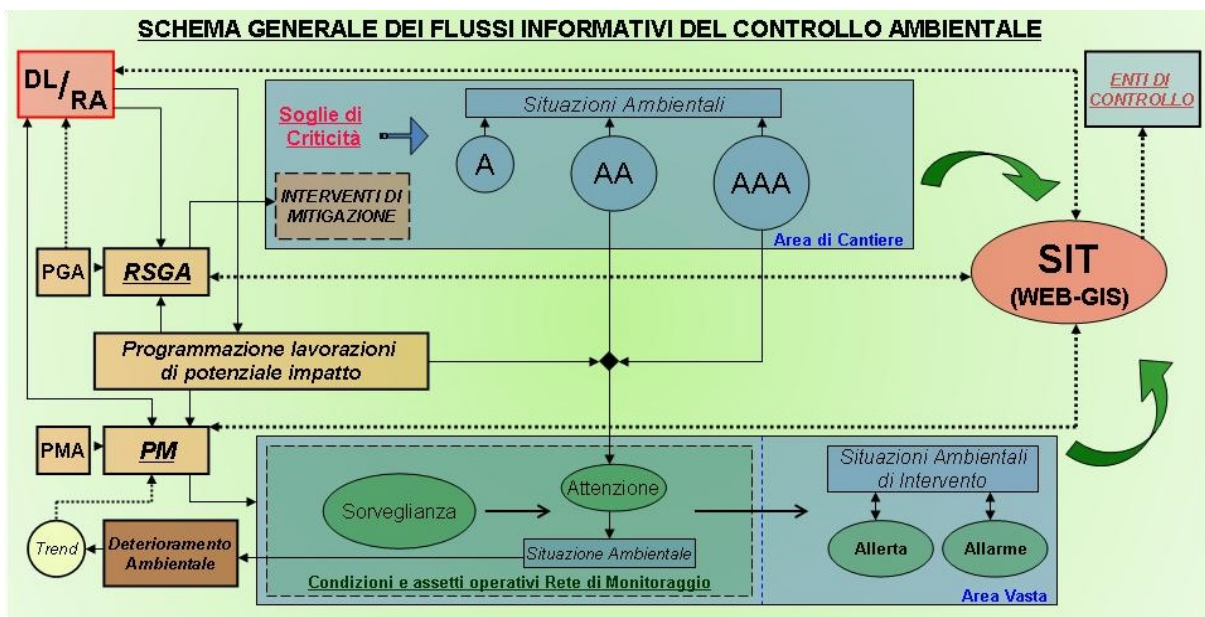 SCHEMA GENERALE DEI FLUSSI INFORMATIVI DEL CONTROLLO AMBIENTALE
DL/RA
ENTI DI
CONTROLLO
Soglie di
Criticità
Situazioni Ambientali
A
AA
AAA
INTERVENTI DI
MITIGAZIONE
Area di Cantiere
PGA
RSGA
SIT
(WEB-GIS)
Programmazione lavorazioni
di potenziale impatto
PMA
PM
Sorveglianza
Attenzione
Situazioni Ambientali
di Intervento
Trend
Deterioramento
Ambientale
Situazione Ambientale
Allerta
Allarme
Condizioni e assetti operativi Rete di Monitoraggio
Area Vasta